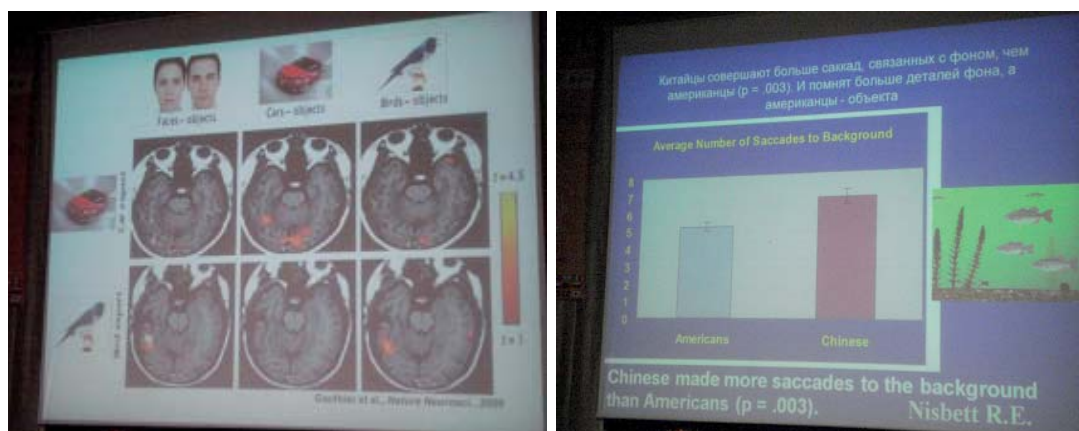 Faces – objects
Cars – objects
Birds – objects
t=4.5
Gauthier et al., Nature Neurosci., 2000
Китайцы совершают больше саккад, связанных с фоном, чем
американцы (p = .003). И помнят больше деталей фона, а
американцы - объекта
Average Number of Saccades to Background
8
7
6
5
4
3
2
1
0
Americans
Chinese
Chinese made more saccades to the background
than Americans (p = .003).
Nisbett R.E.